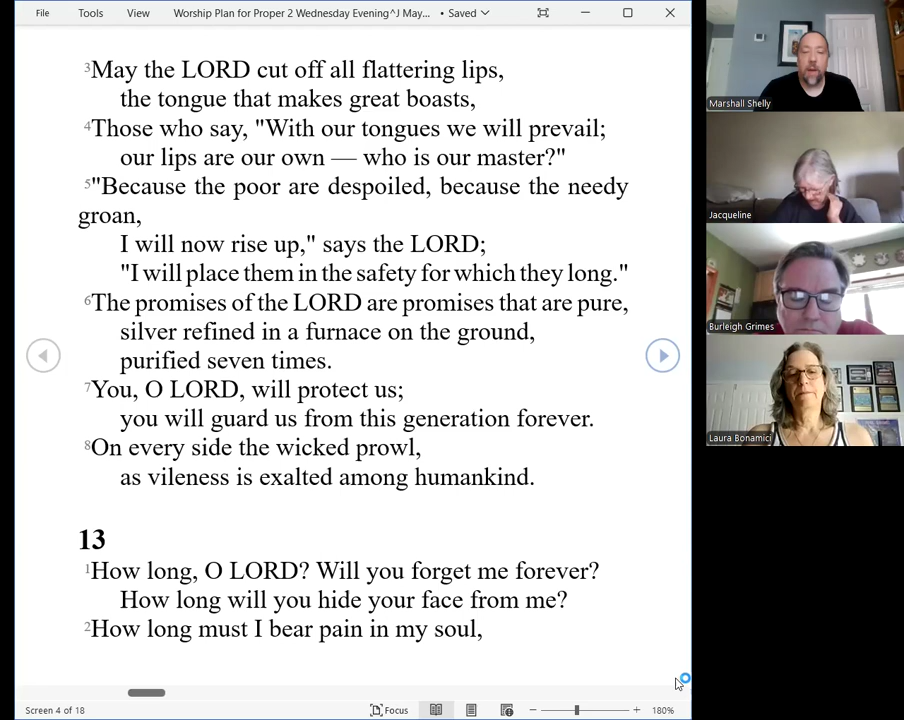 File Tools View Worship Plan for Proper 2 Wednesday Evening^J May... • Saved
3May the LORD cut off all flattering lips,
the tongue that makes great boasts,
4Those who say, "With our tongues we will prevail;
our lips are our own — who is our master?"
5"Because the poor are despoiled, because the needy
groan,
I will now rise up," says the LORD;
"I will place them in the safety for which they long."
6The promises of the LORD are promises that are pure,
silver refined in a furnace on the ground,
purified seven times.
7You, O LORD, will protect us;
you will guard us from this generation forever.
8On every side the wicked prowl,
as vileness is exalted among humankind.
13
1How long, O LORD? Will you forget me forever?
How long will you hide your face from me?
2How long must I bear pain in my soul,
Screen 4 of 18 Focus 180%
Marshall Shelly
Jacqueline
Burleigh Grimes
Laura Bonamici